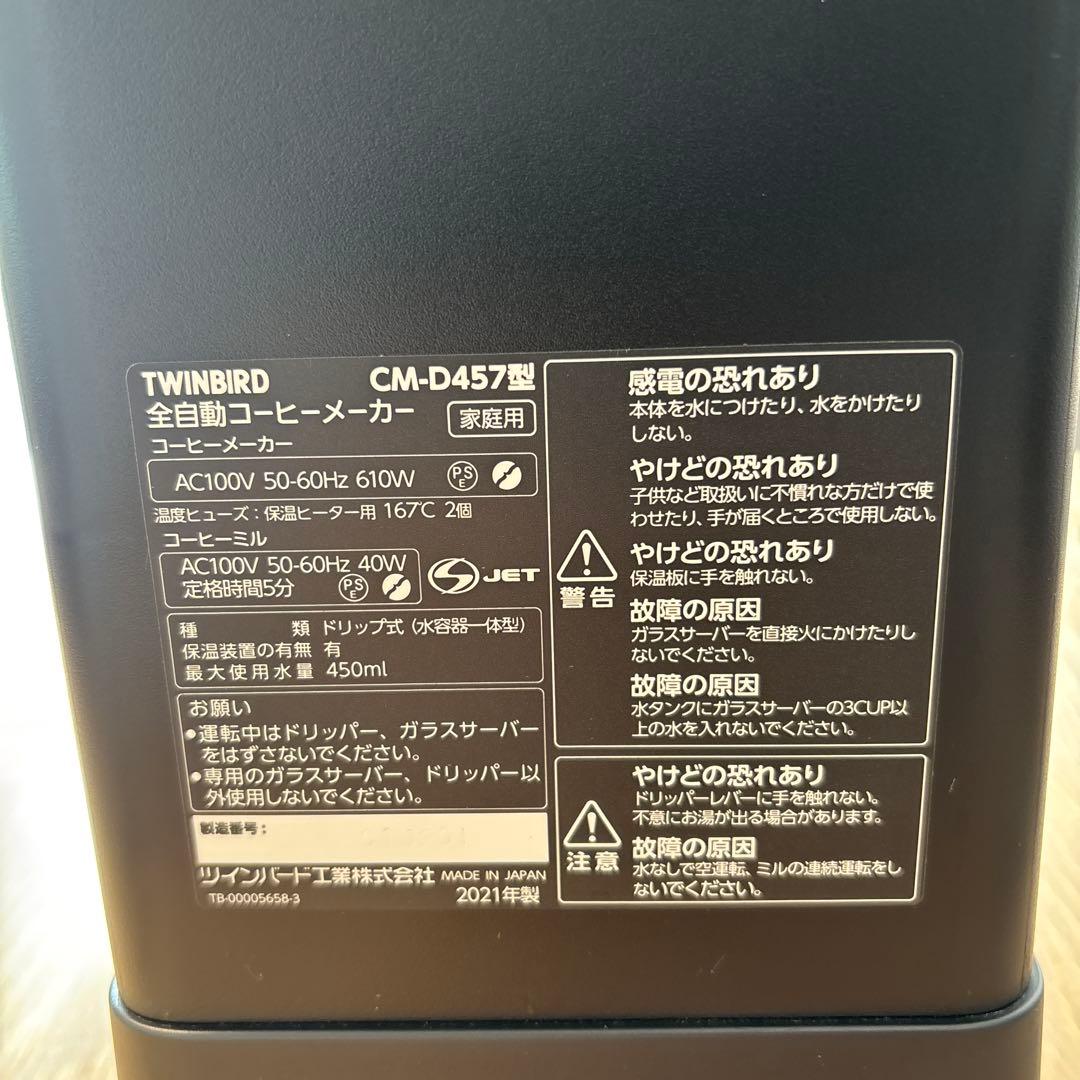 TWINBIRD CM-D457型
全自動コーヒーメーカー 家庭用
コーヒーメーカー
AC100V 50-60Hz 610W PSE
温度ヒューズ：保温ヒーター用 167℃ 2個
コーヒーミル
AC100V 50-60Hz 40W
定格時間5分 PSE
JET
種類 ドリップ式（水容器一体型）
保温装置の有無 有
最大使用水量 450ml
お願い
●運転中はドリッパー、ガラスサーバー
をはずさないでください。
●専用のガラスサーバー、ドリッパー以
外使用しないでください。
製造番号：
ツインバード工業株式会社 MADE IN JAPAN
TB-00005658-3 2021年製
警告
感電の恐れあり
本体を水につけたり、水をかけたり
しない。
やけどの恐れあり
子供など取扱いに不慣れな方だけで使
わせたり、手が届くところで使用しない。
やけどの恐れあり
保温板に手を触れない。
故障の原因
ガラスサーバーを直接火にかけたりし
ないでください。
故障の原因
水タンクにガラスサーバーの3CUP以
上の水を入れないでください。
注意
やけどの恐れあり
ドリッパーレバーに手を触れない。
不意にお湯が出る場合があります。
故障の原因
水なしで空運転、ミルの連続運転をし
ないでください。